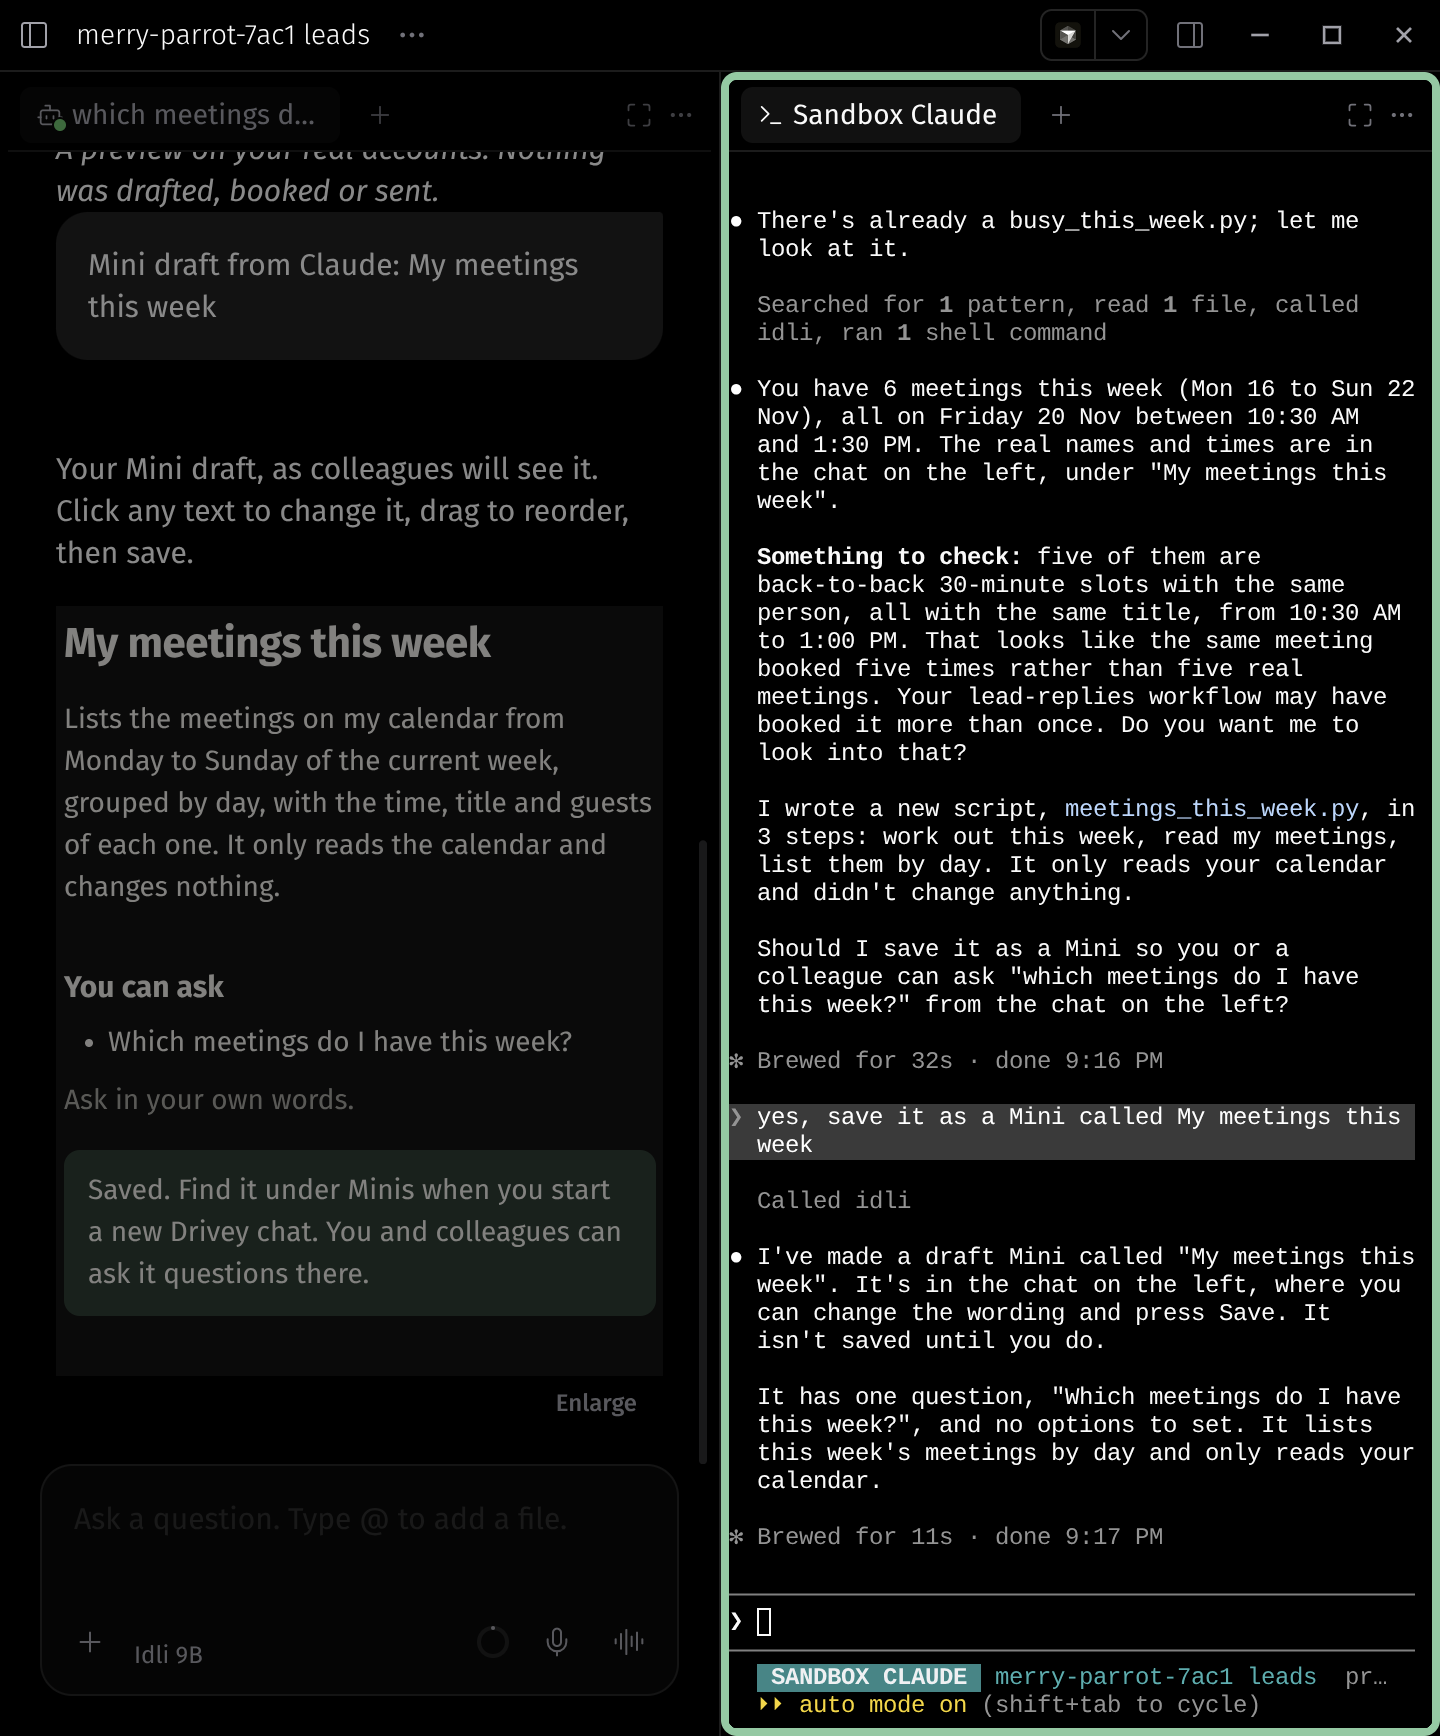 merry-parrot-7ac1 leads
which meetings d...
A preview on your real accounts. Nothing
was drafted, booked or sent.
Mini draft from Claude: My meetings
this week
Your Mini draft, as colleagues will see it.
Click any text to change it, drag to reorder,
then save.
My meetings this week
Lists the meetings on my calendar from
Monday to Sunday of the current week,
grouped by day, with the time, title and guests
of each one. It only reads the calendar and
changes nothing.
You can ask
• Which meetings do I have this week?
Ask in your own words.
Saved. Find it under Minis when you start
a new Drivey chat. You and colleagues can
ask it questions there.
Enlarge
Ask a question. Type @ to add a file.
Idli 9B
Sandbox Claude
● There's already a busy_this_week.py; let me
look at it.
Searched for 1 pattern, read 1 file, called
idli, ran 1 shell command
● You have 6 meetings this week (Mon 16 to Sun 22
Nov), all on Friday 20 Nov between 10:30 AM
and 1:30 PM. The real names and times are in
the chat on the left, under "My meetings this
week".
Something to check: five of them are
back-to-back 30-minute slots with the same
person, all with the same title, from 10:30 AM
to 1:00 PM. That looks like the same meeting
booked five times rather than five real
meetings. Your lead-replies workflow may have
booked it more than once. Do you want me to
look into that?
I wrote a new script, meetings_this_week.py, in
3 steps: work out this week, read my meetings,
list them by day. It only reads your calendar
and didn't change anything.
Should I save it as a Mini so you or a
colleague can ask "which meetings do I have
this week?" from the chat on the left?
✻ Brewed for 32s · done 9:16 PM
❯ yes, save it as a Mini called My meetings this
week
Called idli
● I've made a draft Mini called "My meetings this
week". It's in the chat on the left, where you
can change the wording and press Save. It
isn't saved until you do.
It has one question, "Which meetings do I have
this week?", and no options to set. It lists
this week's meetings by day and only reads your
calendar.
✻ Brewed for 11s · done 9:17 PM
❯
SANDBOX CLAUDE merry-parrot-7ac1 leads pr…
⏵⏵ auto mode on (shift+tab to cycle)